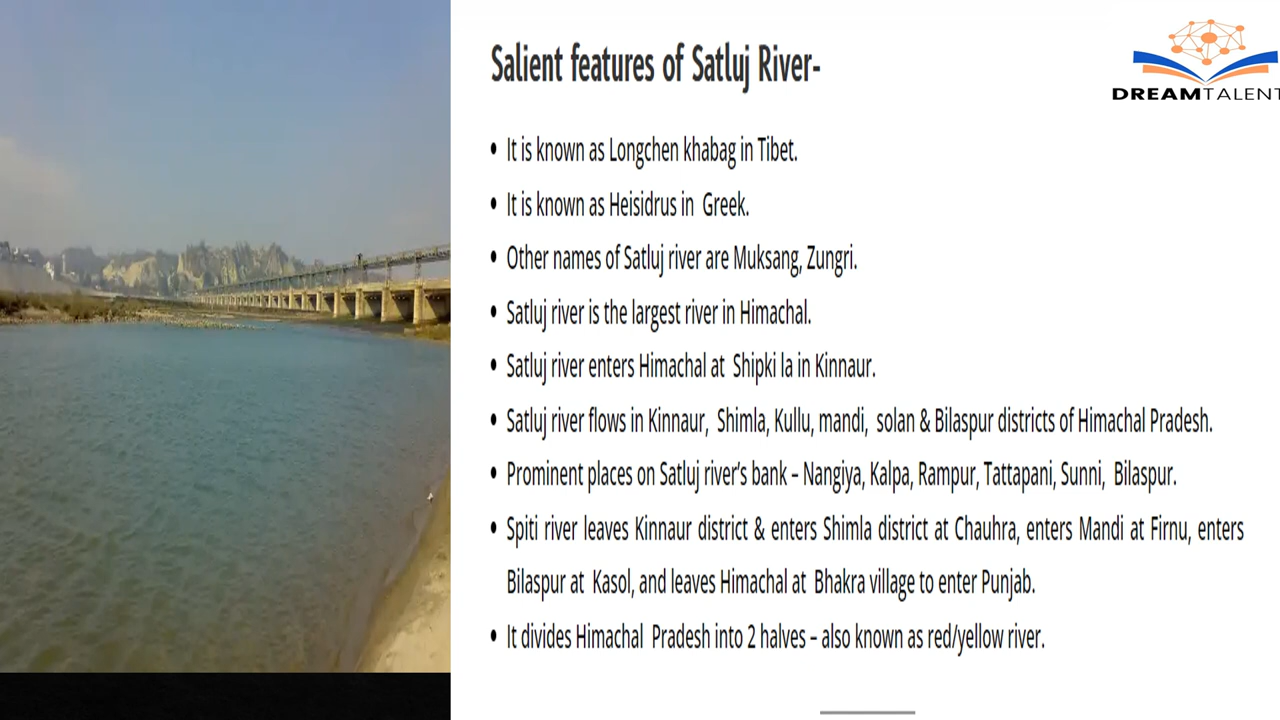 Salient features of Satluj River-
DREAMTALENT
• It is known as Longchen khabag in Tibet.
• It is known as Heisidrus in Greek.
• Other names of Satluj river are Muksang, Zungri.
• Satluj river is the largest river in Himachal.
• Satluj river enters Himachal at Shipki la in Kinnaur.
• Satluj river flows in Kinnaur, Shimla, Kullu, mandi, solan & Bilaspur districts of Himachal Pradesh.
• Prominent places on Satluj river's bank – Nangiya, Kalpa, Rampur, Tattapani, Sunni, Bilaspur.
• Spiti river leaves Kinnaur district & enters Shimla district at Chauhra, enters Mandi at Firnu, enters
Bilaspur at Kasol, and leaves Himachal at Bhakra village to enter Punjab.
• It divides Himachal Pradesh into 2 halves – also known as red/yellow river.